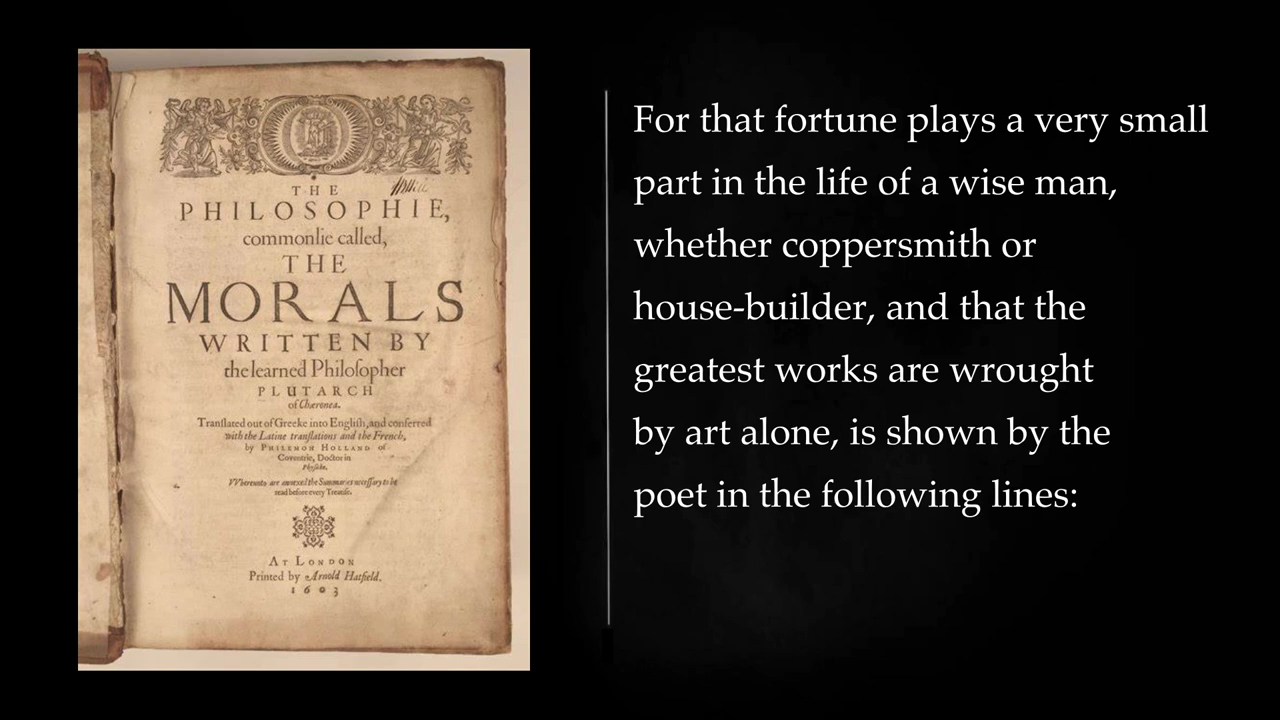 THE
PHILOSOPHIE,
commonlie called,
THE
MORALS
WRITTEN BY
the learned Philoſopher
PLUTARCH
of Chæronea.
Tranſlated out of Greeke into Engliſh, and conferred
with the Latine tranſlations and the French,
by PHILEMON HOLLAND of
Coventrie, Doctor in
Phyſicke.
VVhereunto are annexed the Summaries neceſſary to be
read before every Treatiſe.
AT LONDON
Printed by Arnold Hatfield.
1603
For that fortune plays a very small
part in the life of a wise man,
whether coppersmith or
house-builder, and that the
greatest works are wrought
by art alone, is shown by the
poet in the following lines: